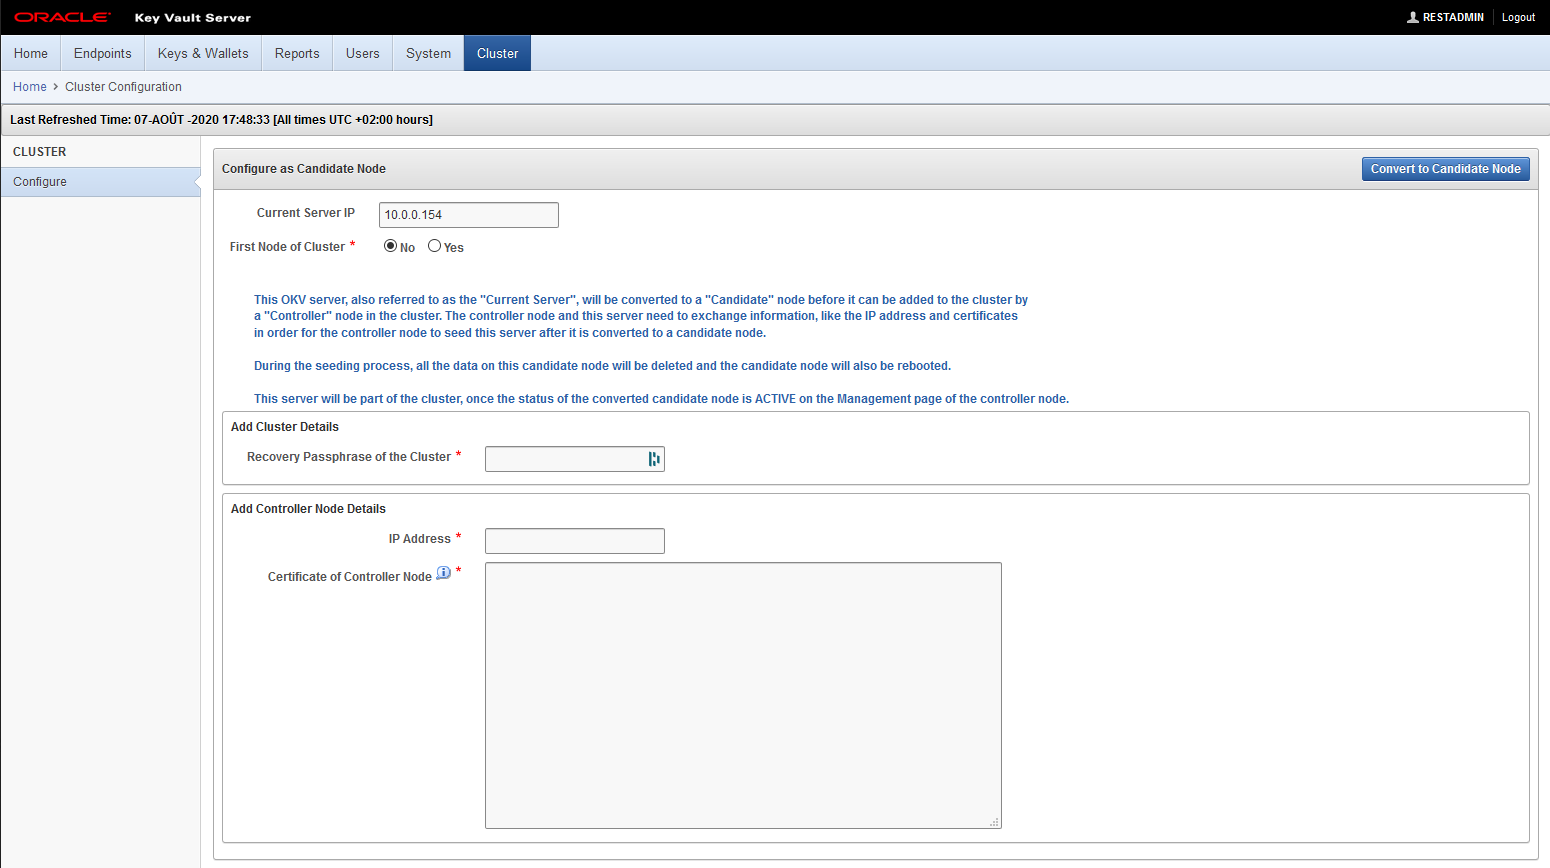 ORACLE Key Vault Server
RESTADMIN Logout
Home Endpoints Keys & Wallets Reports Users System Cluster
Home > Cluster Configuration
Last Refreshed Time: 07-AOÛT -2020 17:48:33 [All times UTC +02:00 hours]
CLUSTER
Configure
Configure as Candidate Node
Convert to Candidate Node
Current Server IP 10.0.0.154
First Node of Cluster * No Yes
This OKV server, also referred to as the "Current Server", will be converted to a "Candidate" node before it can be added to the cluster by
a "Controller" node in the cluster. The controller node and this server need to exchange information, like the IP address and certificates
in order for the controller node to seed this server after it is converted to a candidate node.
During the seeding process, all the data on this candidate node will be deleted and the candidate node will also be rebooted.
This server will be part of the cluster, once the status of the converted candidate node is ACTIVE on the Management page of the controller node.
Add Cluster Details
Recovery Passphrase of the Cluster *
Add Controller Node Details
IP Address *
Certificate of Controller Node *